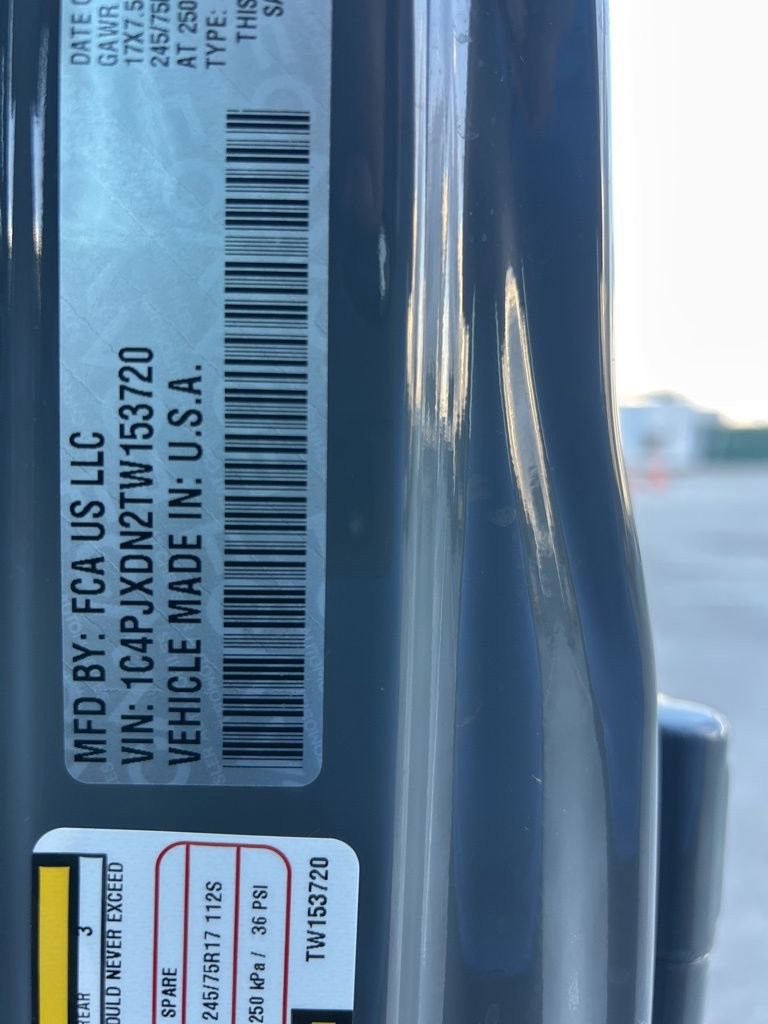 MFD BY: FCA US LLC
VIN: 1C4PJXDN2TW153720
VEHICLE MADE IN: U.S.A.
DATE O
GAWR
17X7.5
245/75
AT 250
TYPE:
THIS
SA
REAR 3
OULD NEVER EXCEED
SPARE
245/75R17 112S
250 kPa / 36 PSI
TW153720